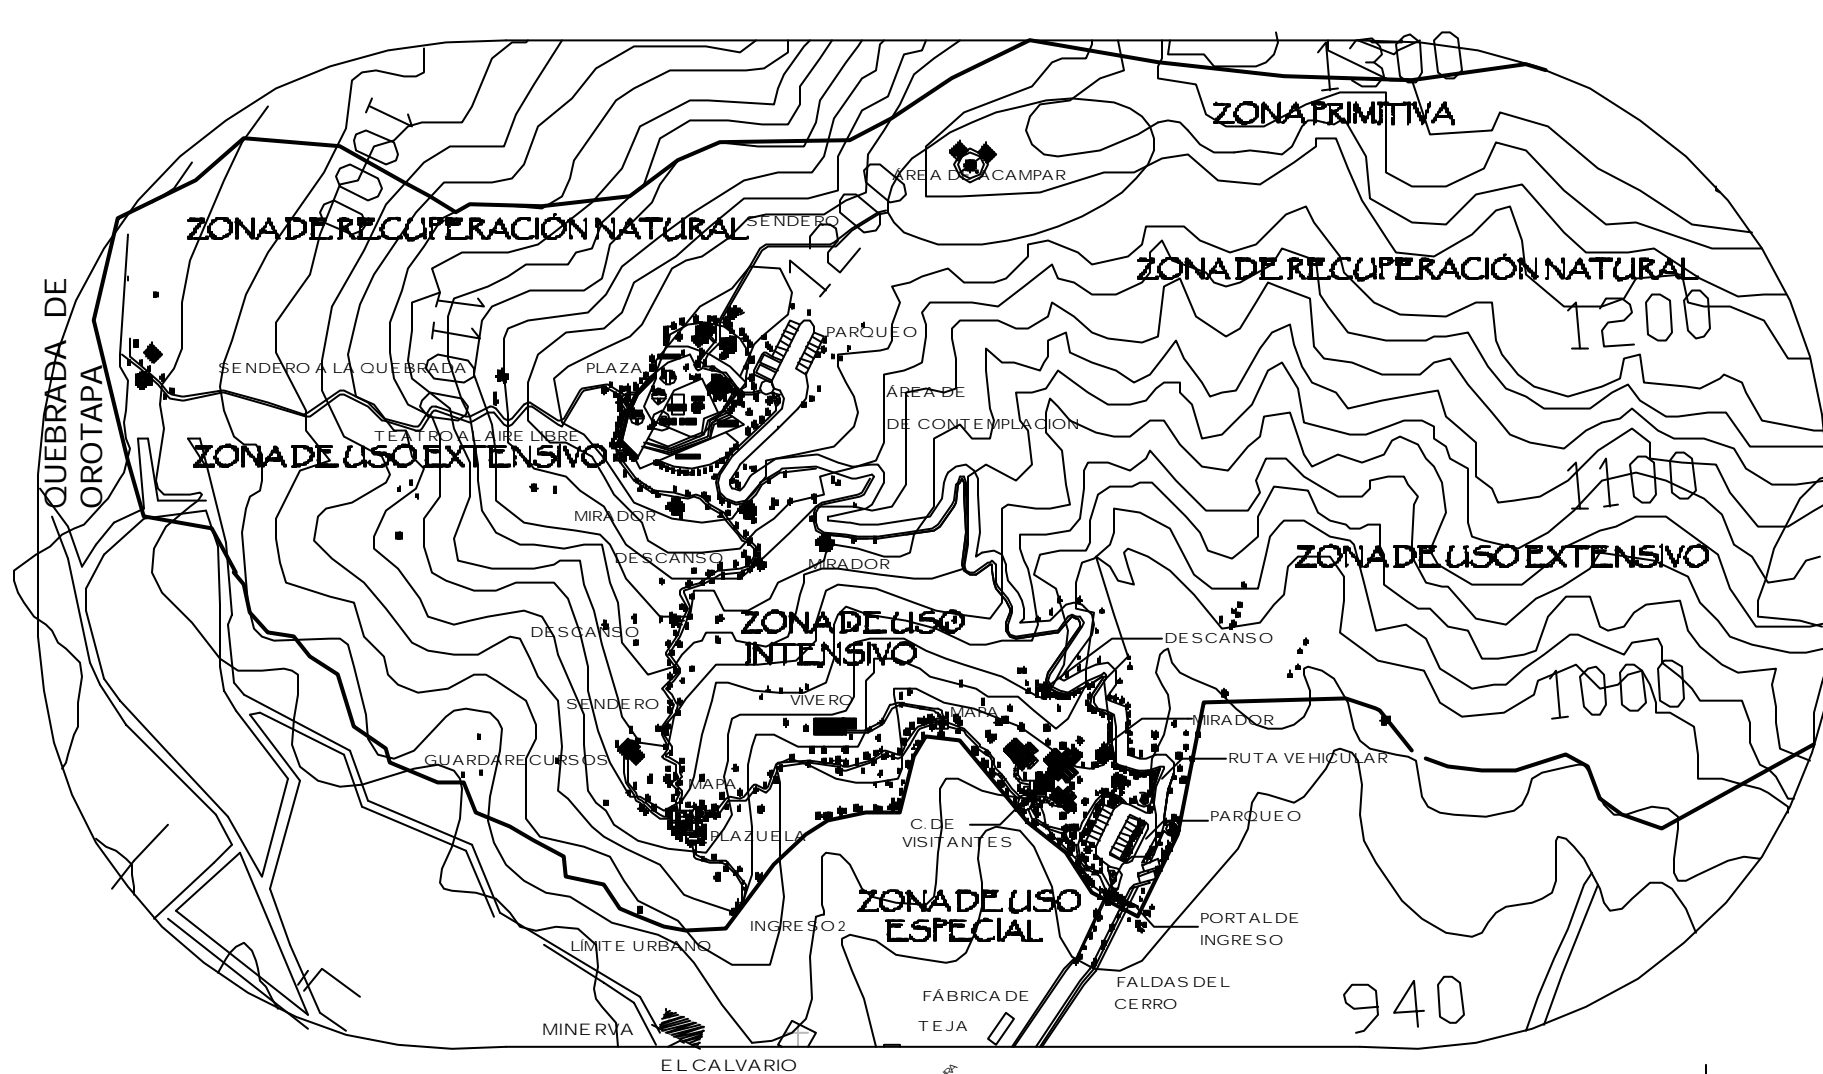 1300
ZONA PRIMITIVA
1100
ÁREA DE ACAMPAR
ZONA DE RECUPERACIÓN NATURAL
SENDERO
ZONA DE RECUPERACIÓN NATURAL
QUEBRADA DE
OROTAPA
1200
PARQUEO
SENDERO A LA QUEBRADA
PLAZA
ÁREA DE
DE CONTEMPLACION
TEATRO AL AIRE LIBRE
ZONA DE USO EXTENSIVO
1100
MIRADOR
DESCANSO
MIRADOR
ZONA DE USO EXTENSIVO
ZONA DE USO
INTENSIVO
DESCANSO
DESCANSO
1000
SENDERO
VIVERO
MAPA
MIRADOR
GUARDARECURSOS
RUTA VEHICULAR
MAPA
PARQUEO
PLAZUELA
C. DE
VISITANTES
ZONA DE USO
ESPECIAL
INGRESO 2
PORTAL DE
INGRESO
LÍMITE URBANO
FALDAS DEL
CERRO
FÁBRICA DE
TEJA
940
MINERVA
EL CALVARIO